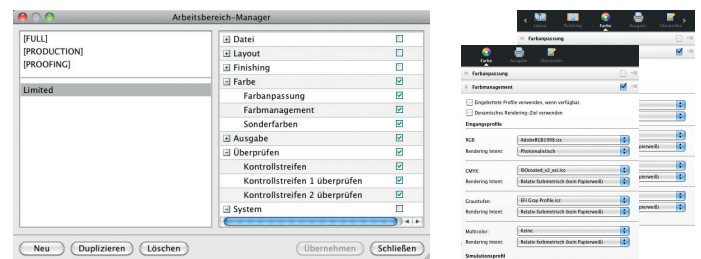 Arbeitsbereich-Manager
[FULL]
[PRODUCTION]
[PROOFING]
Limited
Datei
Layout
Finishing
Farbe
Farbanpassung
Farbmanagement
Sonderfarben
Ausgabe
Überprüfen
Kontrollstreifen
Kontrollstreifen 1 überprüfen
Kontrollstreifen 2 überprüfen
System
Neu
Duplizieren
Löschen
Übernehmen
Schließen
Layout
Finishing
Farbe
Ausgabe
Überprüfen
Farbanpassung
Farbe
Ausgabe
Überprüfen
Farbanpassung
Farbmanagement
Eingebettete Profile verwenden, wenn verfügbar.
Dynamisches Rendering-Ziel verwenden
Eingangsprofile
RGB: AdobeRGB1998.icc
Rendering Intent: Photorealistisch
CMYK: ISOcoated_v2_eci.icc
Rendering Intent: Relativ farbmetrisch (kein Papierweiß)
Graustufen: EFI Gray Profile.icc
Rendering Intent: Relativ farbmetrisch (kein Papierweiß)
Multicolor: Keine
Rendering Intent: Relativ farbmetrisch (kein Papierweiß)
Simulationsprofil
pierweiß)
pierweiß)
pierweiß)